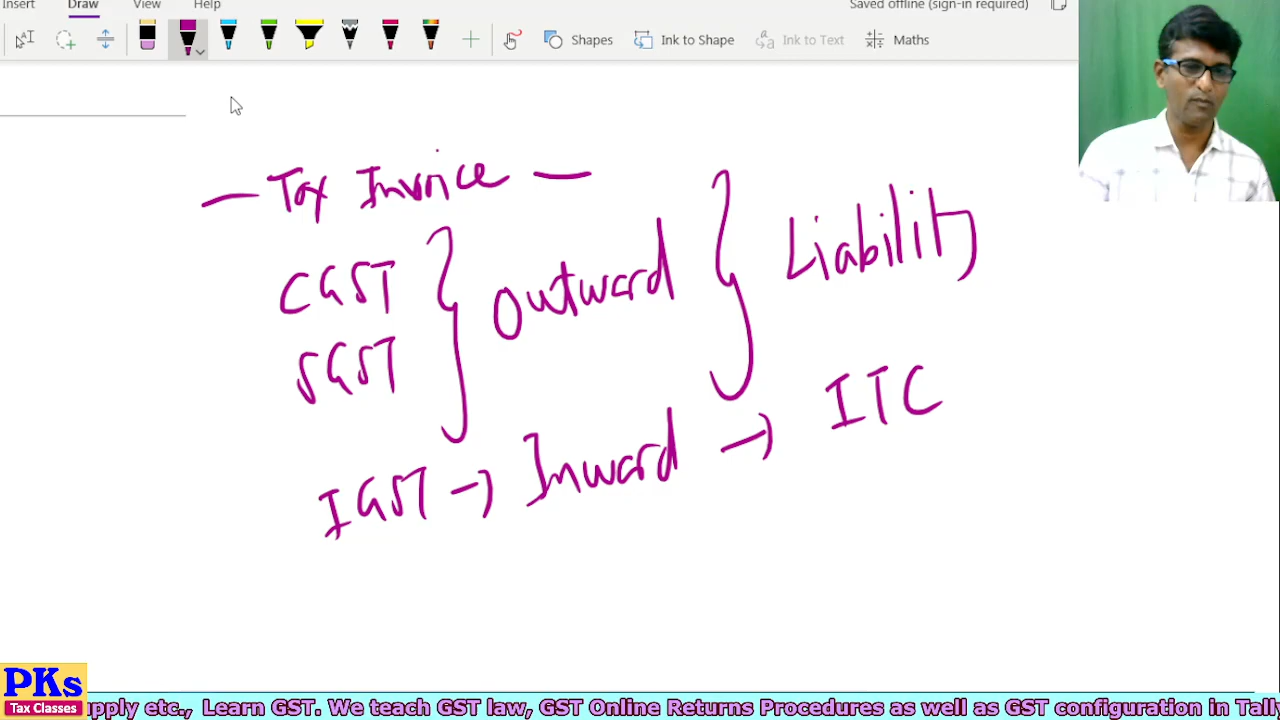 Insert Draw View Help Saved offline (sign-in required)
Shapes Ink to Shape Ink to Text Maths
— Tax Invoice —
CGST } Outward } Liability
SGST
IGST → Inward → ITC
PKs
Tax Classes
upply etc., Learn GST. We teach GST law, GST Online Returns Procedures as well as GST configuration in Tally